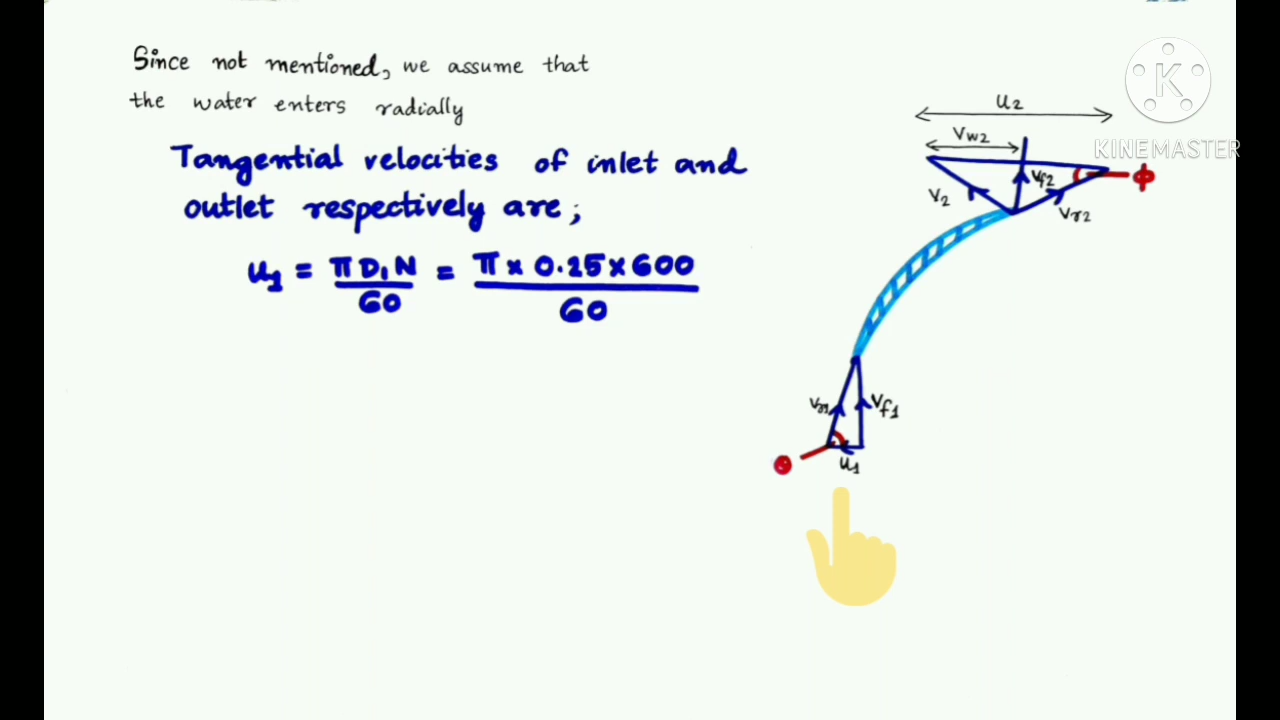 Since not mentioned, we assume that
the water enters radially
Tangential velocities of inlet and
outlet respectively are;
u1 = πD1N/60 = π x 0.25 x 600/60
K
KINEMASTER
u2
Vw2
Vf2
ϕ
V2
Vr2
Vr1
Vf1
θ
u1